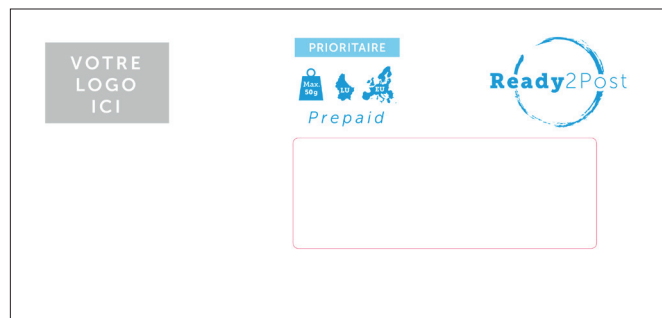 VOTRE
LOGO
ICI
PRIORITAIRE
Max.
50g
LU
EU
Prepaid
Ready2Post